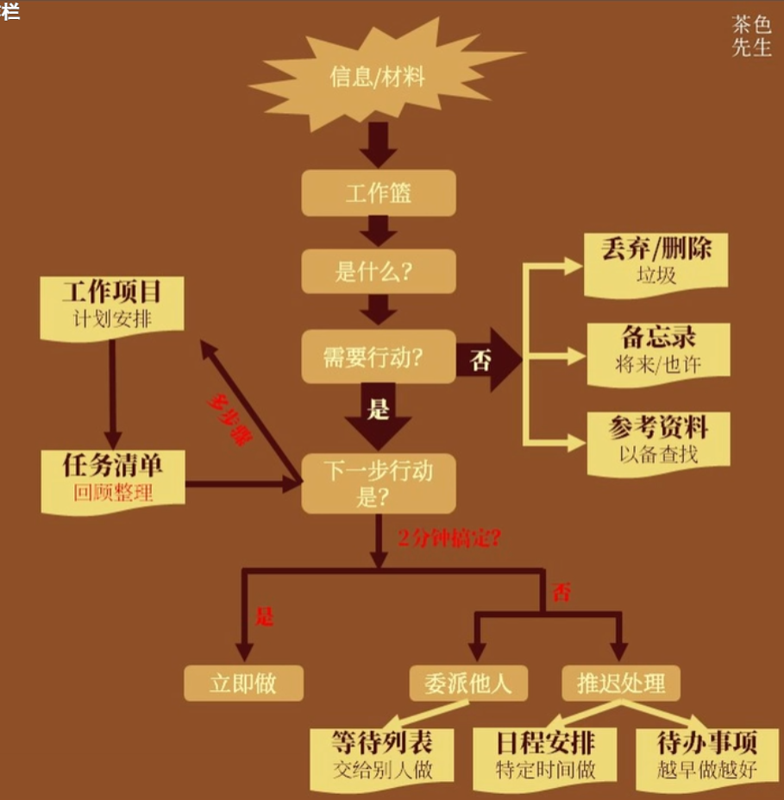 栏
茶色
先生
信息/材料
工作篮
是什么？
需要行动？
否
丢弃/删除
垃圾
备忘录
将来/也许
参考资料
以备查找
是
工作项目
计划安排
多步骤
任务清单
回顾整理
下一步行动
是？
2分钟搞定？
是
否
立即做
委派他人
推迟处理
等待列表
交给别人做
日程安排
特定时间做
待办事项
越早做越好